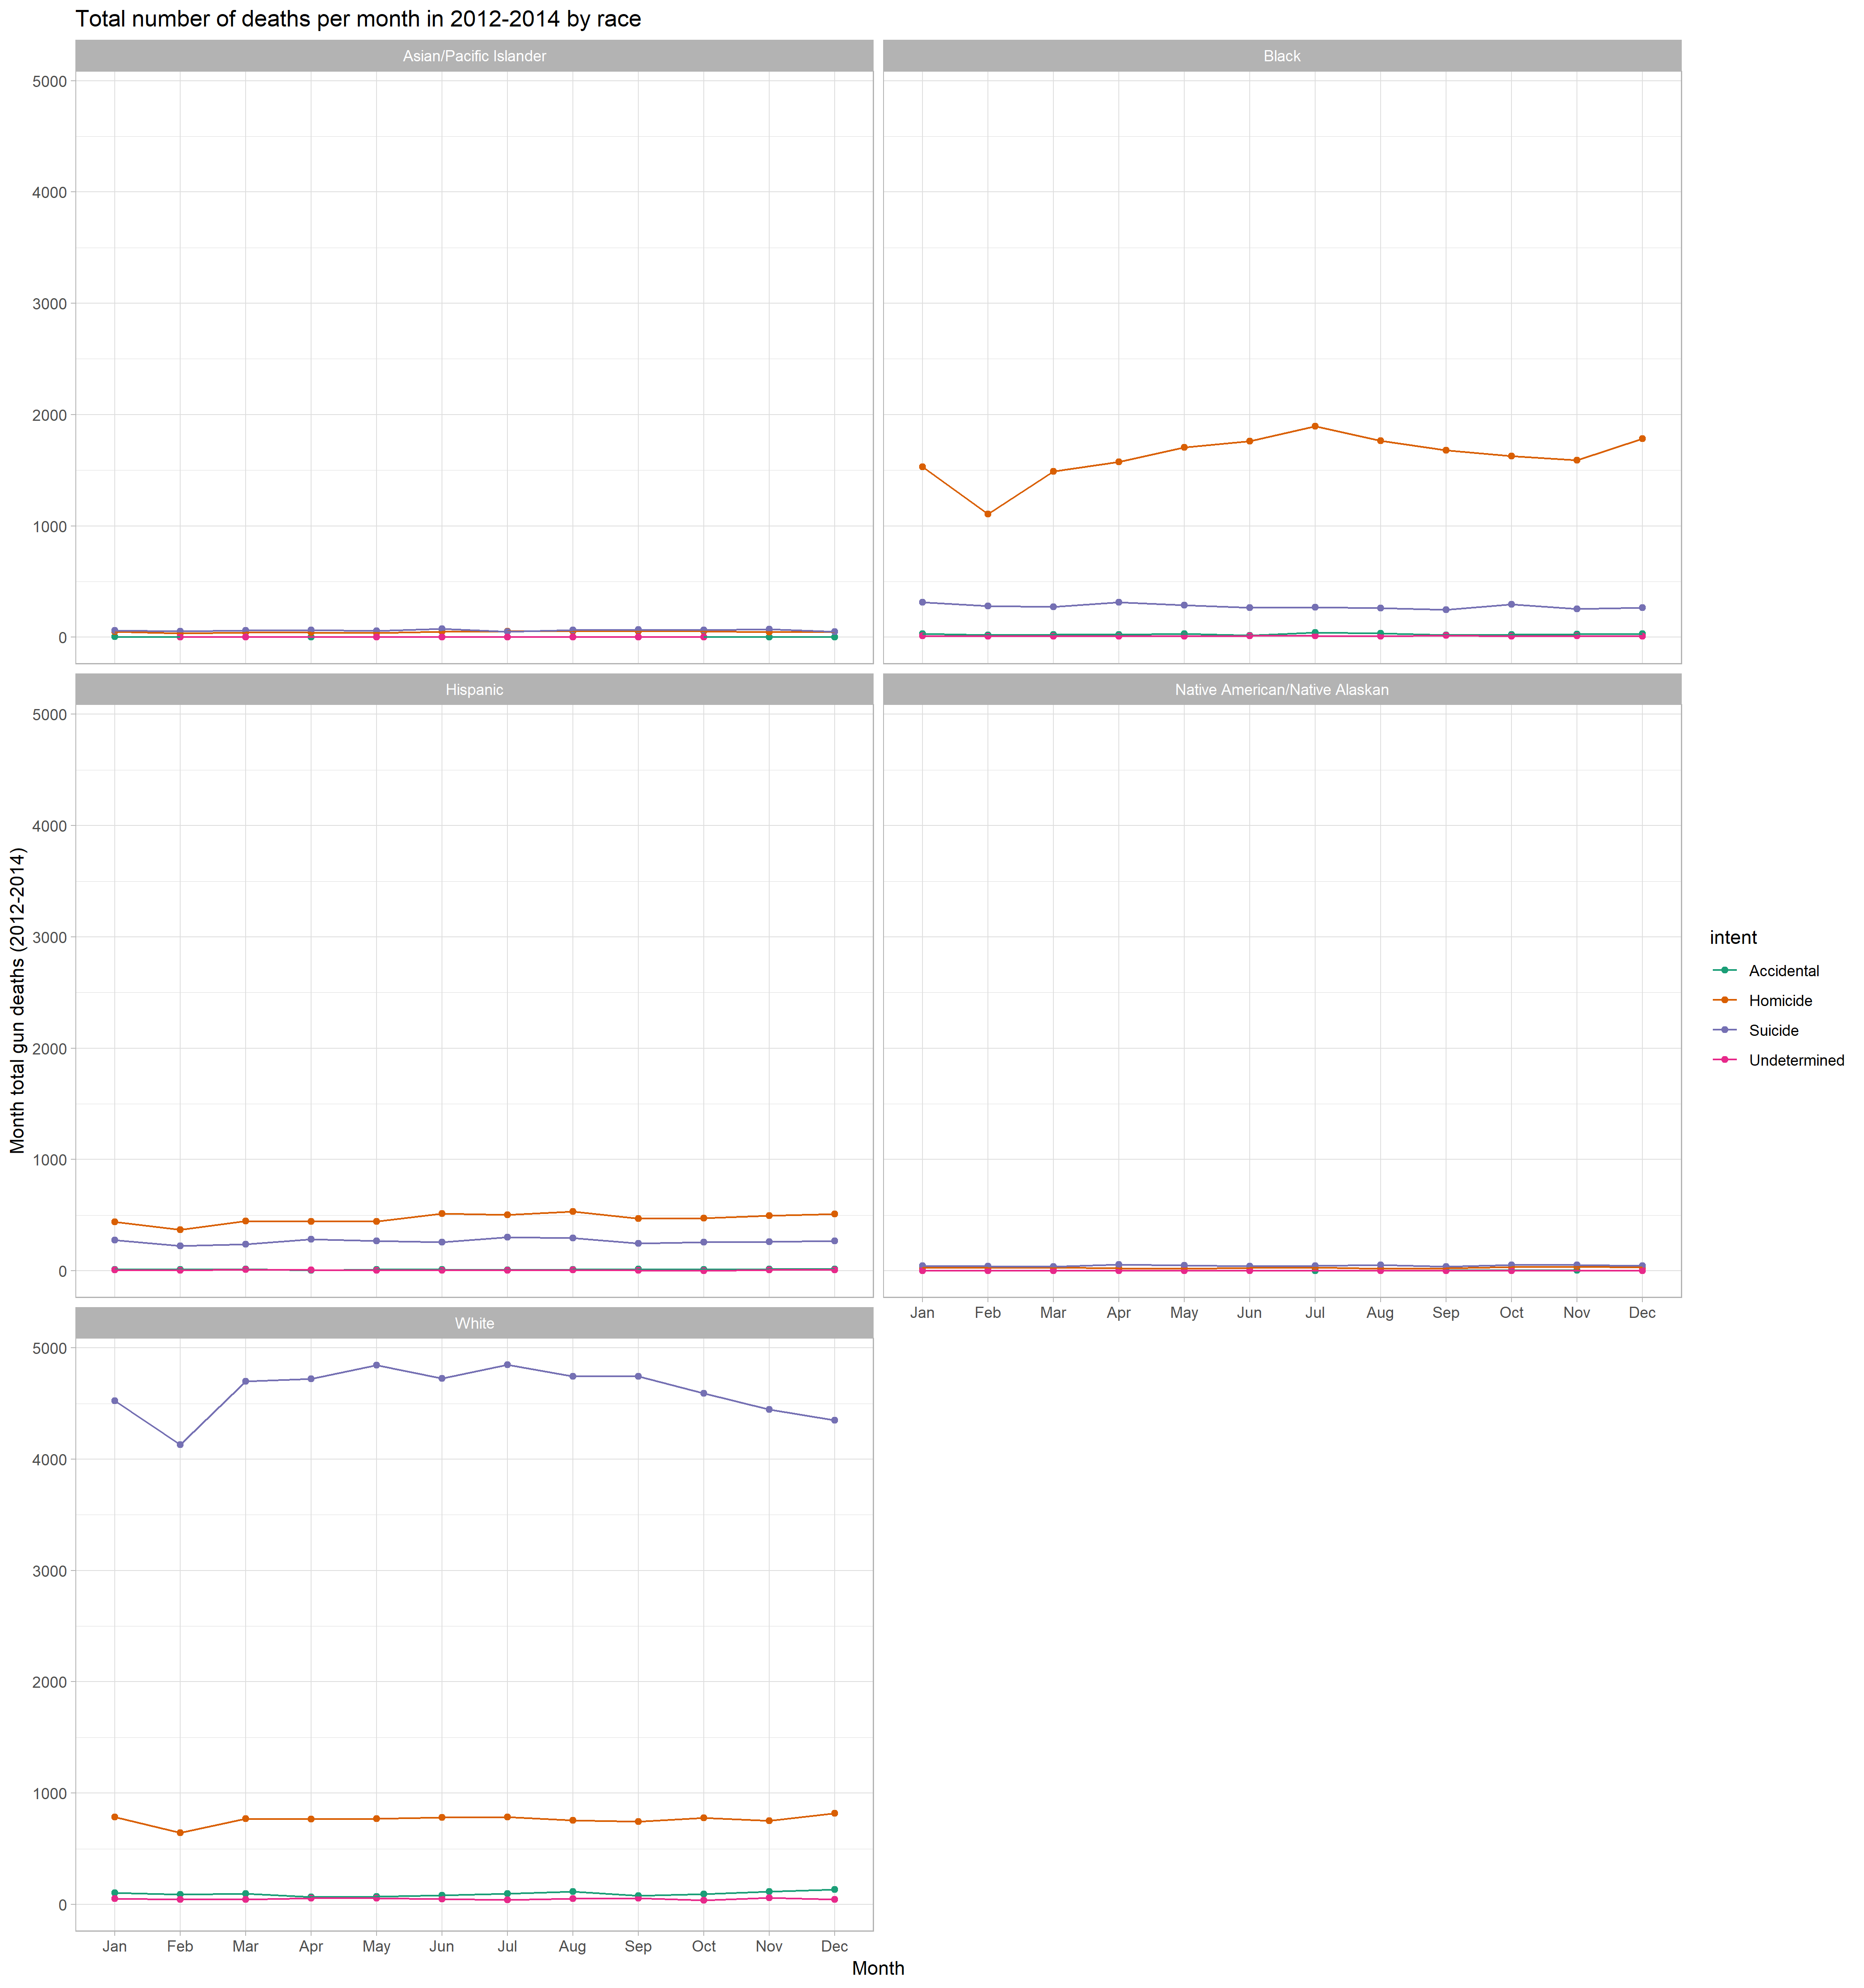 Total number of deaths per month in 2012-2014 by race
Asian/Pacific Islander
Black
5000
4000
3000
2000
1000
0
Hispanic
Native American/Native Alaskan
5000
4000
3000
2000
1000
0
Jan Feb Mar Apr May Jun Jul Aug Sep Oct Nov Dec
White
5000
4000
3000
2000
1000
0
Jan Feb Mar Apr May Jun Jul Aug Sep Oct Nov Dec
Month
Month total gun deaths (2012-2014)
intent
Accidental
Homicide
Suicide
Undetermined